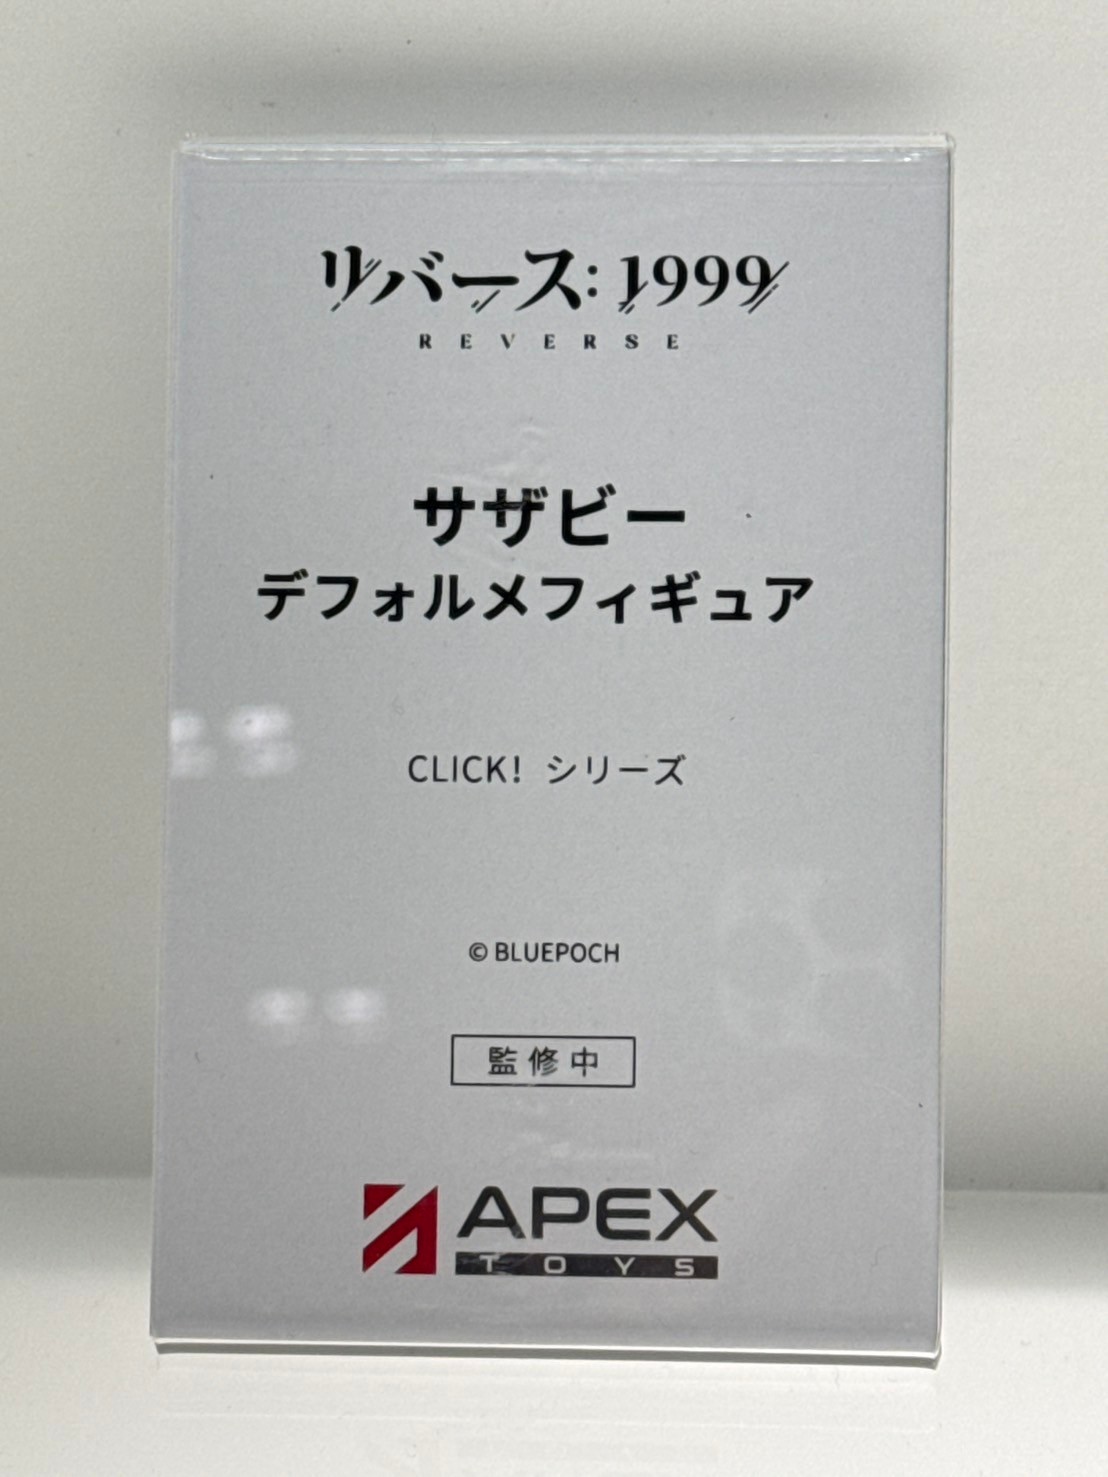 リバース:1999
REVERSE
サザビー
デフォルメフィギュア
CLICK! シリーズ
© BLUEPOCH
監修中
APEX
TOYS